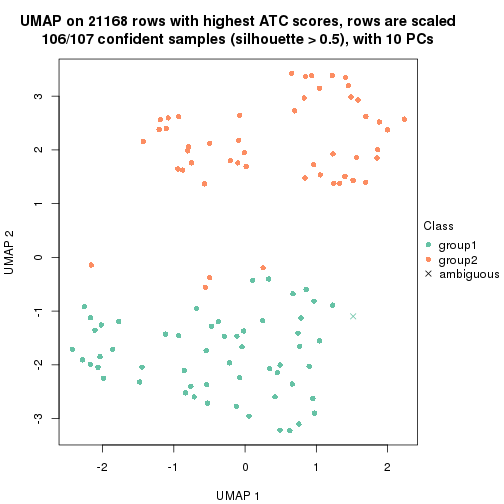 UMAP on 21168 rows with highest ATC scores, rows are scaled
106/107 confident samples (silhouette > 0.5), with 10 PCs
3
2
1
0
-1
-2
-3
UMAP 2
-2
-1
0
1
2
UMAP 1
Class
group1
group2
ambiguous